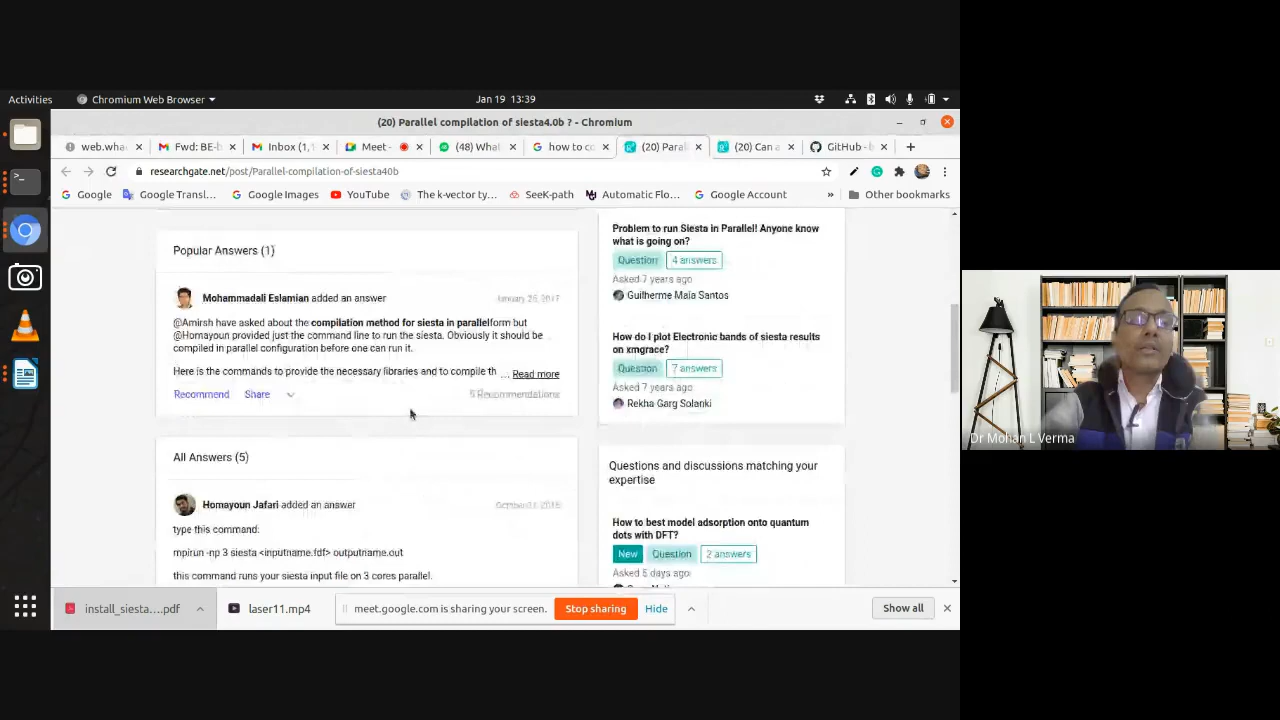 Activities
Chromium Web Browser
Jan 19 13:39
(20) Parallel compilation of siesta4.0b ? - Chromium
web.wha
Fwd: BE-b
Inbox (1,1
Meet -
(48) What
how to co
(20) Paral
(20) Can a
GitHub - b
researchgate.net/post/Parallel-compilation-of-siesta40b
Google
Google Transl...
Google Images
YouTube
The k-vector ty...
SeeK-path
Automatic Flo...
Google Account
Other bookmarks
Popular Answers (1)
Mohammadali Eslamian added an answer
January 25, 2017
@Amirsh have asked about the compilation method for siesta in parallelform but
@Homayoun provided just the command line to run the siesta. Obviously it should be
compiled in parallel configuration before one can run it.
Here is the commands to provide the necessary libraries and to compile th ... Read more
Recommend
Share
5 Recommendations
All Answers (5)
Homayoun Jafari added an answer
type this command:
mpirun -np 3 siesta <inputname.fdf> outputname.out
this command runs your siesta input file on 3 cores parallel.
Problem to run Siesta in Parallel! Anyone know
what is going on?
Question
4 answers
Asked 7 years ago
Guilherme Maia Santos
How do I plot Electronic bands of siesta results
on xmgrace?
Question
7 answers
Asked 7 years ago
Rekha Garg Solanki
Questions and discussions matching your
expertise
How to best model adsorption onto quantum
dots with DFT?
New
Question
2 answers
Asked 5 days ago
install_siesta....pdf
laser11.mp4
meet.google.com is sharing your screen.
Stop sharing
Hide
Show all
Dr Mohan L Verma